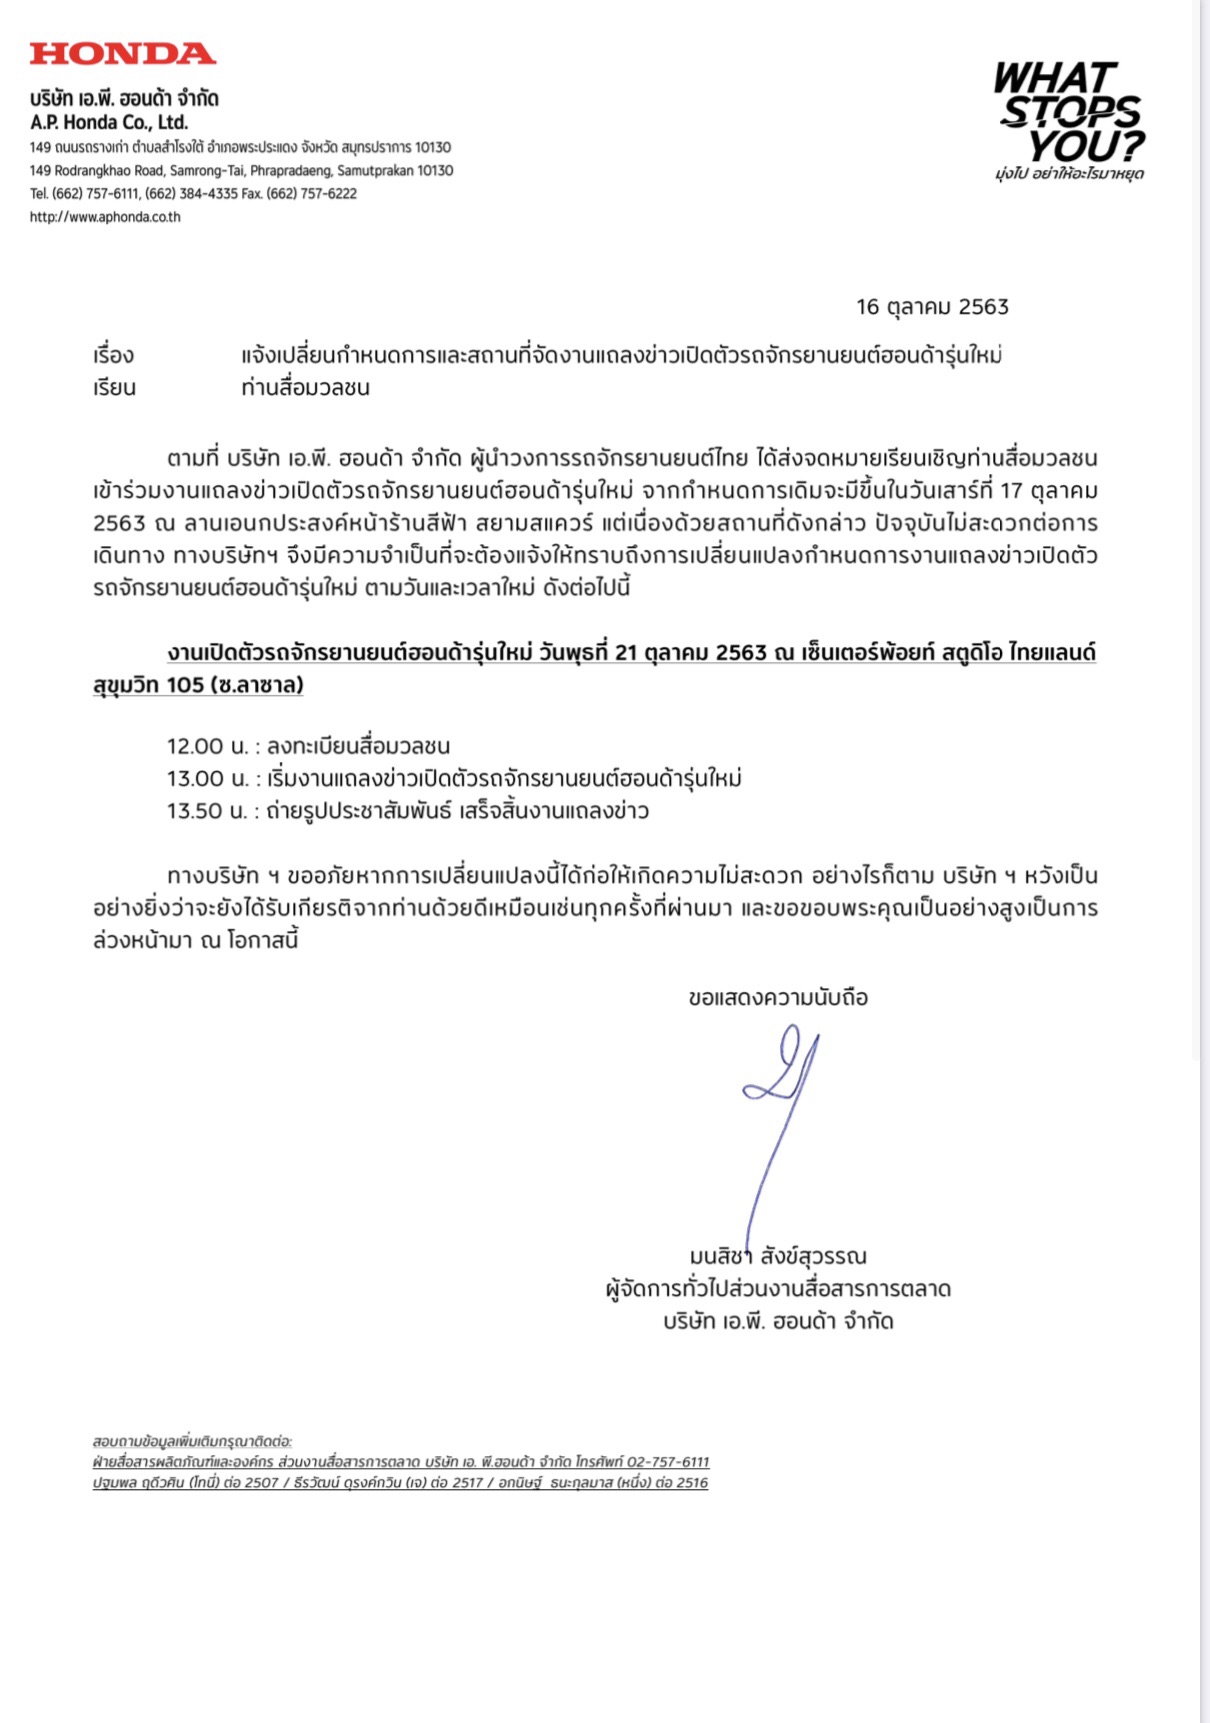 HONDA
บริษัท เอ.พี. ฮอนด้า จำกัด
A.P. Honda Co., Ltd.
149 ถนนรถรางเก่า ตำบลสำโรงใต้ อำเภอพระประแดง จังหวัด สมุทรปราการ 10130
149 Rodrangkhao Road, Samrong-Tai, Phrapradaeng, Samutprakan 10130
Tel. (662) 757-6111, (662) 384-4335 Fax. (662) 757-6222
http://www.aphonda.co.th
WHAT
STOPS
YOU?
มุ่งไป อย่าให้อะไรมาหยุด
16 ตุลาคม 2563
เรื่อง แจ้งเปลี่ยนกำหนดการและสถานที่จัดงานแถลงข่าวเปิดตัวรถจักรยานยนต์ฮอนด้ารุ่นใหม่
เรียน ท่านสื่อมวลชน
ตามที่ บริษัท เอ.พี. ฮอนด้า จำกัด ผู้นำวงการรถจักรยานยนต์ไทย ได้ส่งจดหมายเรียนเชิญท่านสื่อมวลชน
เข้าร่วมงานแถลงข่าวเปิดตัวรถจักรยานยนต์ฮอนด้ารุ่นใหม่ จากกำหนดการเดิมจะมีขึ้นในวันเสาร์ที่ 17 ตุลาคม
2563 ณ ลานเอนกประสงค์หน้าร้านสีฟ้า สยามสแควร์ แต่เนื่องด้วยสถานที่ดังกล่าว ปัจจุบันไม่สะดวกต่อการ
เดินทาง ทางบริษัทฯ จึงมีความจำเป็นที่จะต้องแจ้งให้ทราบถึงการเปลี่ยนแปลงกำหนดการงานแถลงข่าวเปิดตัว
รถจักรยานยนต์ฮอนด้ารุ่นใหม่ ตามวันและเวลาใหม่ ดังต่อไปนี้
งานเปิดตัวรถจักรยานยนต์ฮอนด้ารุ่นใหม่ วันพุธที่ 21 ตุลาคม 2563 ณ เซ็นเตอร์พ้อยท์ สตูดิโอ ไทยแลนด์
สุขุมวิท 105 (ซ.ลาซาล)
12.00 น. : ลงทะเบียนสื่อมวลชน
13.00 น. : เริ่มงานแถลงข่าวเปิดตัวรถจักรยานยนต์ฮอนด้ารุ่นใหม่
13.50 น. : ถ่ายรูปประชาสัมพันธ์ เสร็จสิ้นงานแถลงข่าว
ทางบริษัท ฯ ขออภัยหากการเปลี่ยนแปลงนี้ได้ก่อให้เกิดความไม่สะดวก อย่างไรก็ตาม บริษัท ฯ หวังเป็น
อย่างยิ่งว่าจะยังได้รับเกียรติจากท่านด้วยดีเหมือนเช่นทุกครั้งที่ผ่านมา และขอขอบพระคุณเป็นอย่างสูงเป็นการ
ล่วงหน้ามา ณ โอกาสนี้
ขอแสดงความนับถือ
มนสิชา สังข์สุวรรณ
ผู้จัดการทั่วไปส่วนงานสื่อสารการตลาด
บริษัท เอ.พี. ฮอนด้า จำกัด
สอบถามข้อมูลเพิ่มเติมกรุณาติดต่อ:
ฝ่ายสื่อสารผลิตภัณฑ์และองค์กร ส่วนงานสื่อสารการตลาด บริษัท เอ. พี.ฮอนด้า จำกัด โทรศัพท์ 02-757-6111
ปฐมพล ฤดีวศิน (โทนี่) ต่อ 2507 / ธีรวัฒน์ ดุรงค์กวิน (เจ) ต่อ 2517 / อกนิษฐ์ ธนะกุลมาส (หนึ่ง) ต่อ 2516